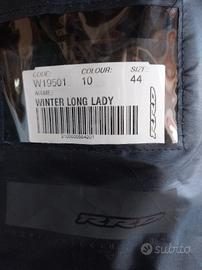 CODE: COLOUR: SIZE:
W19501 10 44
NAME:
WINTER LONG LADY
RRD
RRD
subito